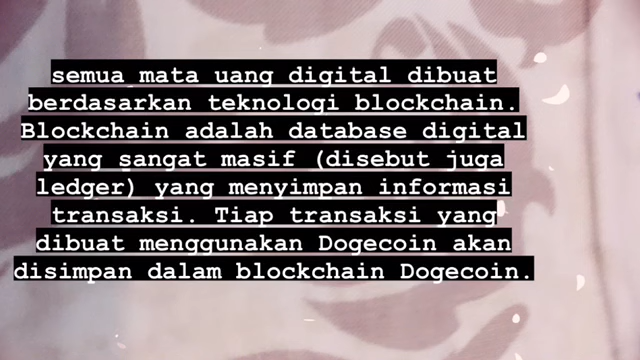 semua mata uang digital dibuat
berdasarkan teknologi blockchain.
Blockchain adalah database digital
yang sangat masif (disebut juga
ledger) yang menyimpan informasi
transaksi. Tiap transaksi yang
dibuat menggunakan Dogecoin akan
disimpan dalam blockchain Dogecoin.